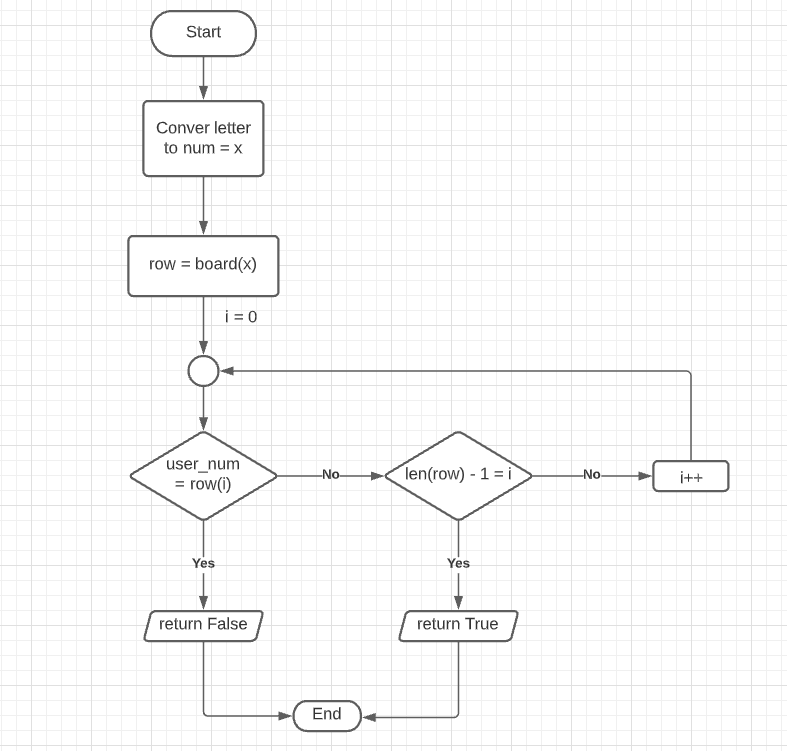 Start
Conver letter
to num = x
row = board(x)
i = 0
user_num
= row(i)
No
len(row) - 1 = i
No
i++
Yes
Yes
return False
return True
End